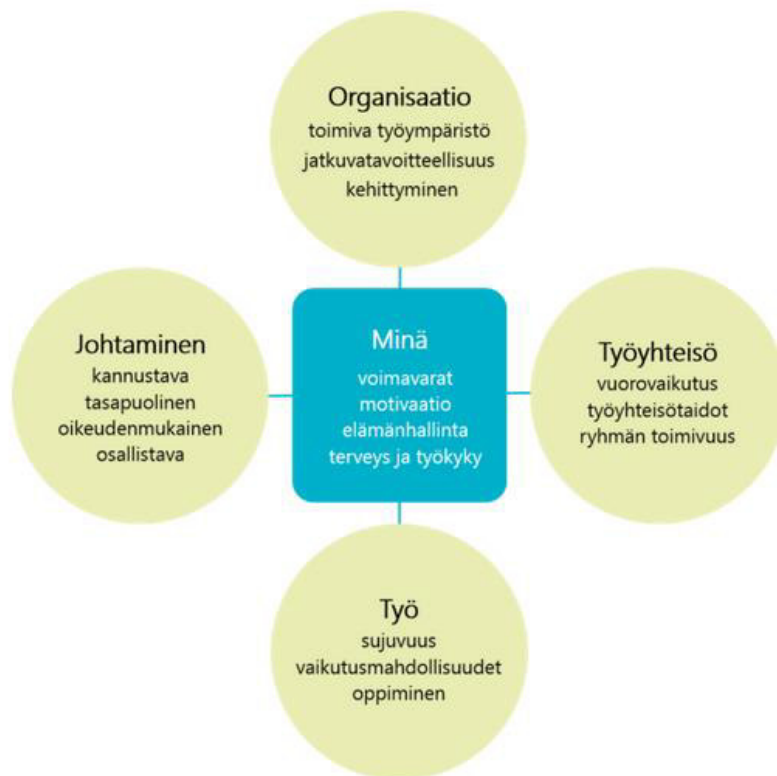 Organisaatio
toimiva työympäristö
jatkuvatavoitteellisuus
kehittyminen
Johtaminen
kannustava
tasapuolinen
oikeudenmukainen
osallistava
Minä
voimavarat
motivaatio
elämänhallinta
terveys ja työkyky
Työyhteisö
vuorovaikutus
työyhteisötaidot
ryhmän toimivuus
Työ
sujuvuus
vaikutusmahdollisuudet
oppiminen